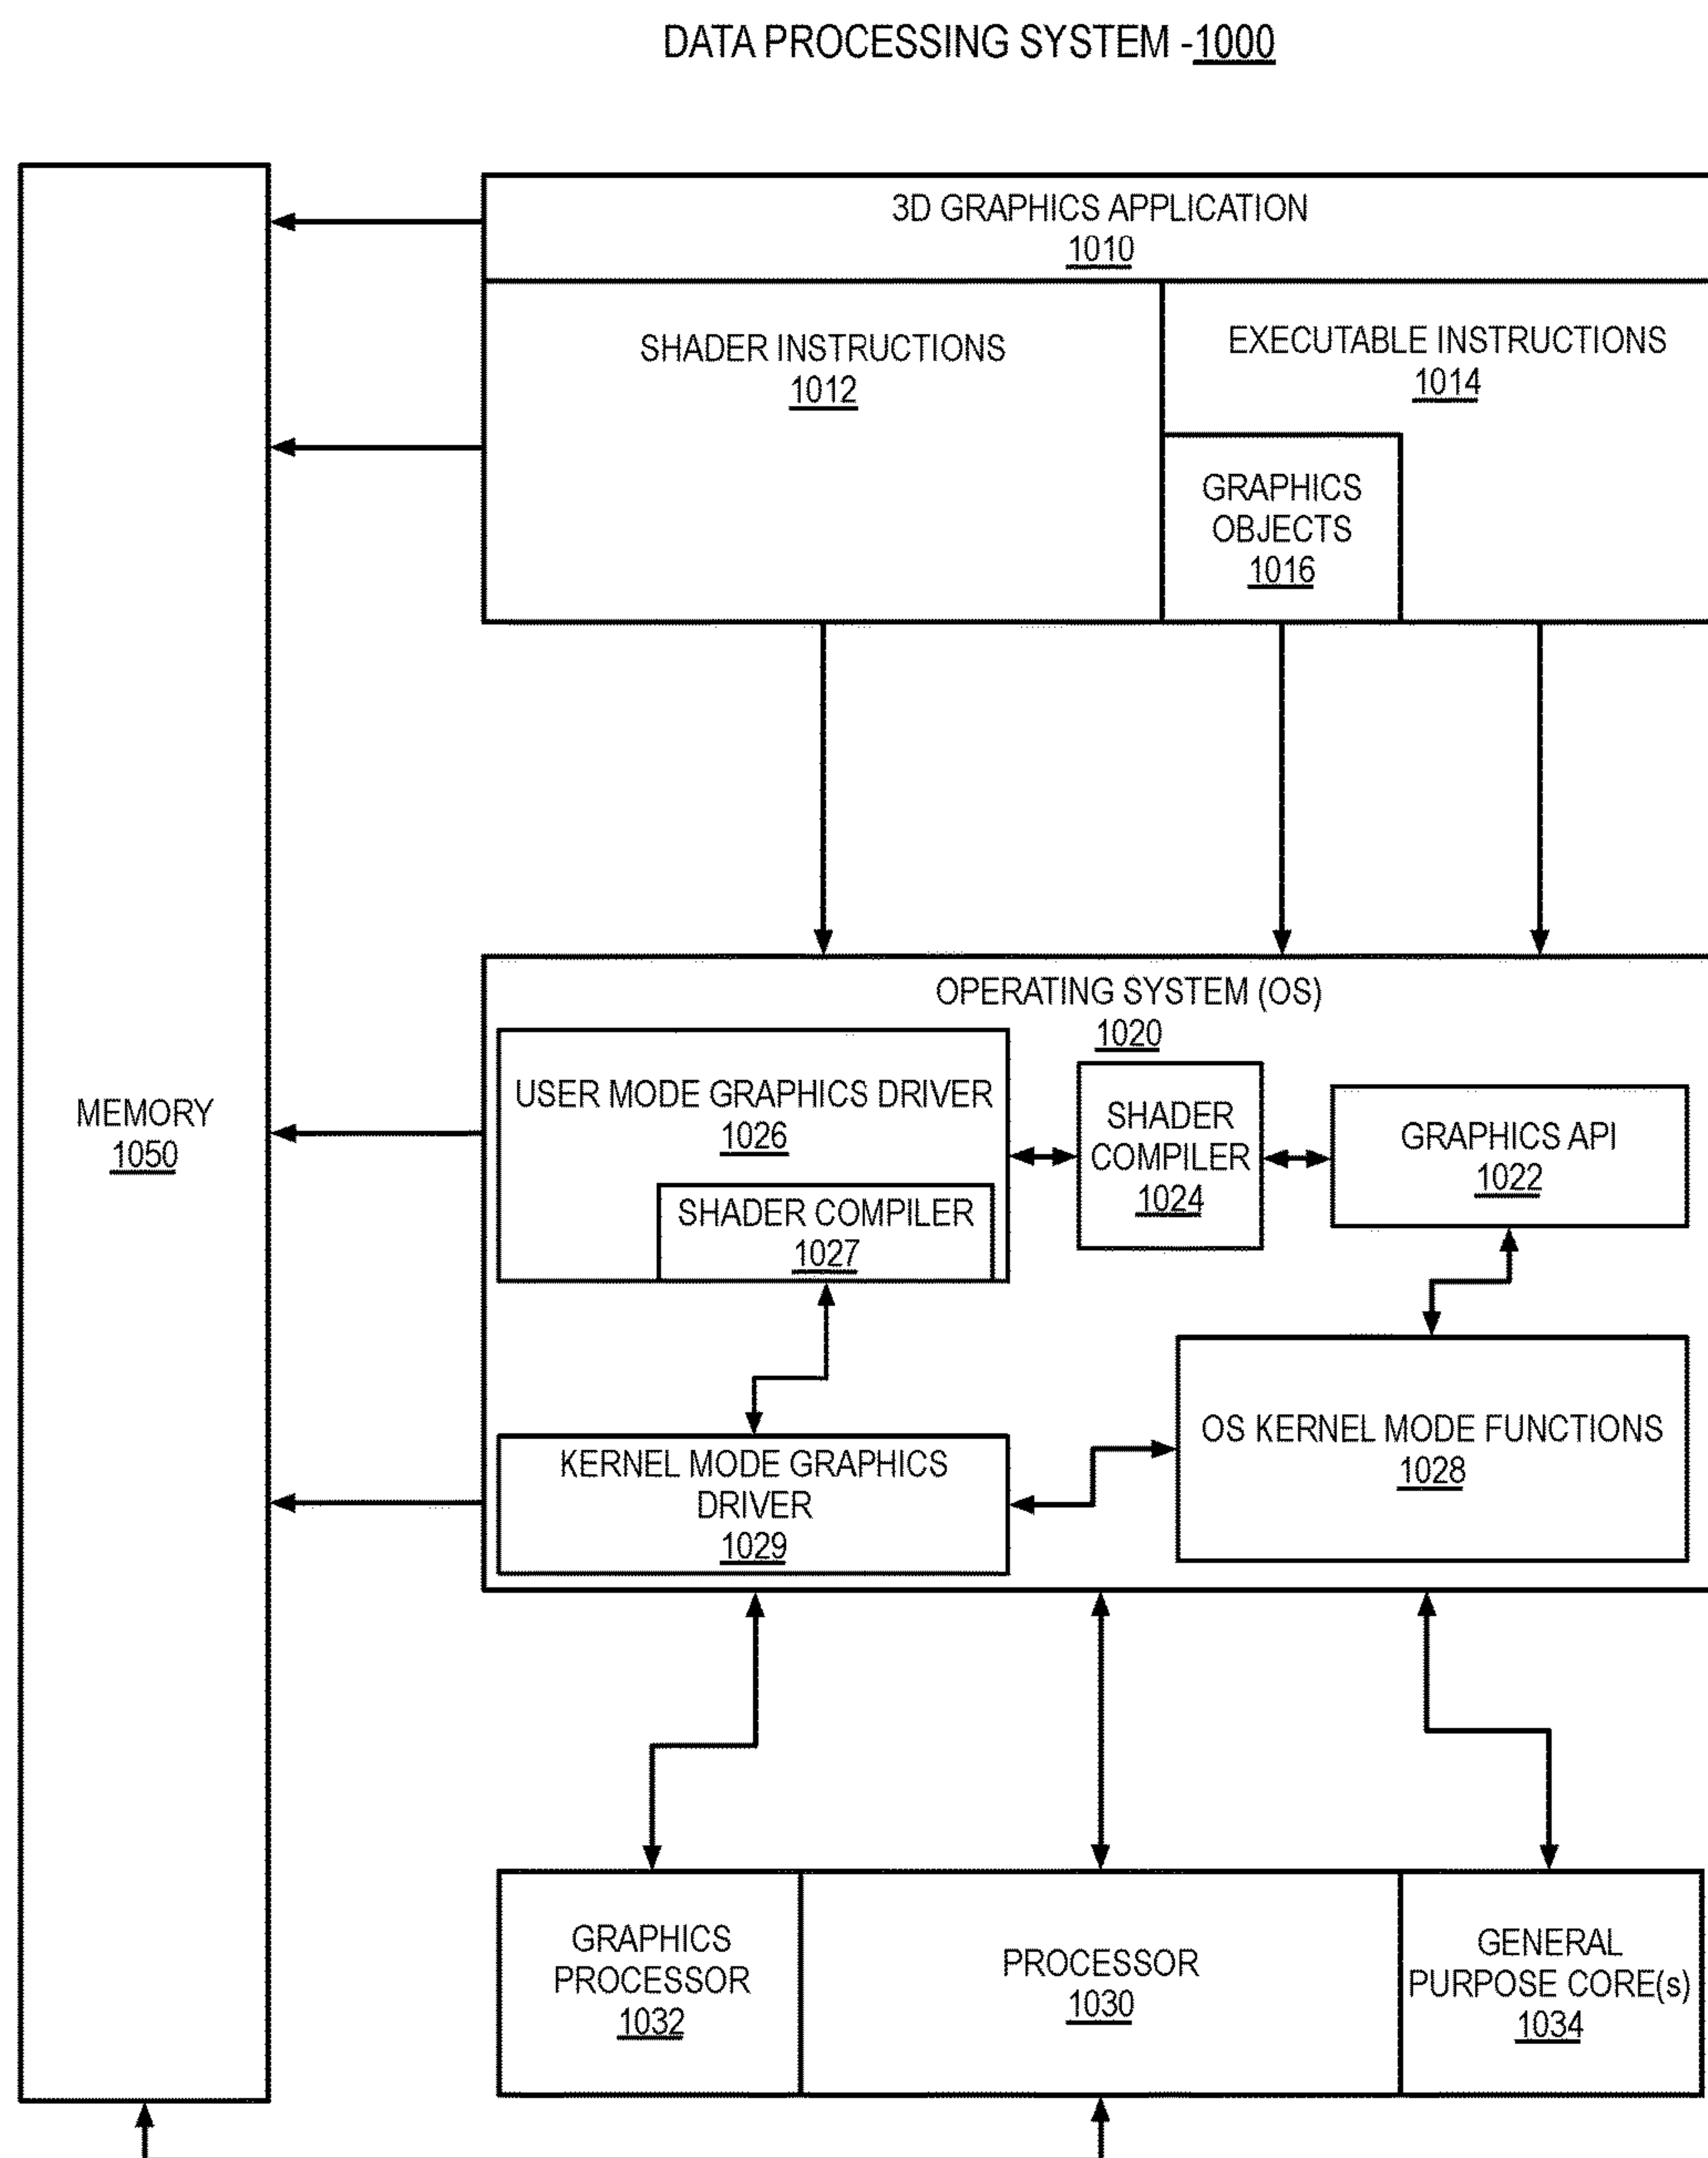 DATA PROCESSING SYSTEM -1000
3D GRAPHICS APPLICATION
1010
SHADER INSTRUCTIONS
1012
EXECUTABLE INSTRUCTIONS
1014
GRAPHICS
OBJECTS
1016
MEMORY
1050
OPERATING SYSTEM (OS)
1020
USER MODE GRAPHICS DRIVER
1026
SHADER COMPILER
1027
SHADER
COMPILER
1024
GRAPHICS API
1022
KERNEL MODE GRAPHICS
DRIVER
1029
OS KERNEL MODE FUNCTIONS
1028
GRAPHICS
PROCESSOR
1032
PROCESSOR
1030
GENERAL
PURPOSE CORE(s)
1034